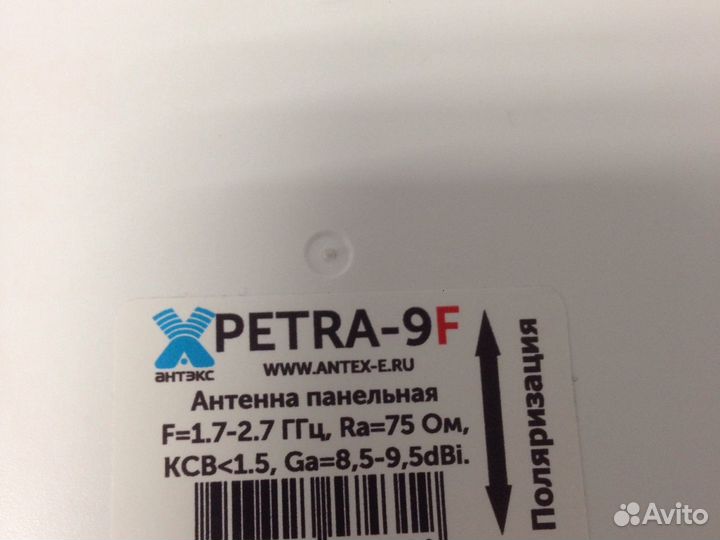 PETRA-9F
WWW.ANTEX-E.RU
АНТЭКС
Антенна панельная
F=1.7-2.7 ГГц, Ra=75 Ом,
КСВ<1.5, Ga=8,5-9,5dBi.
Поляризация
Avito